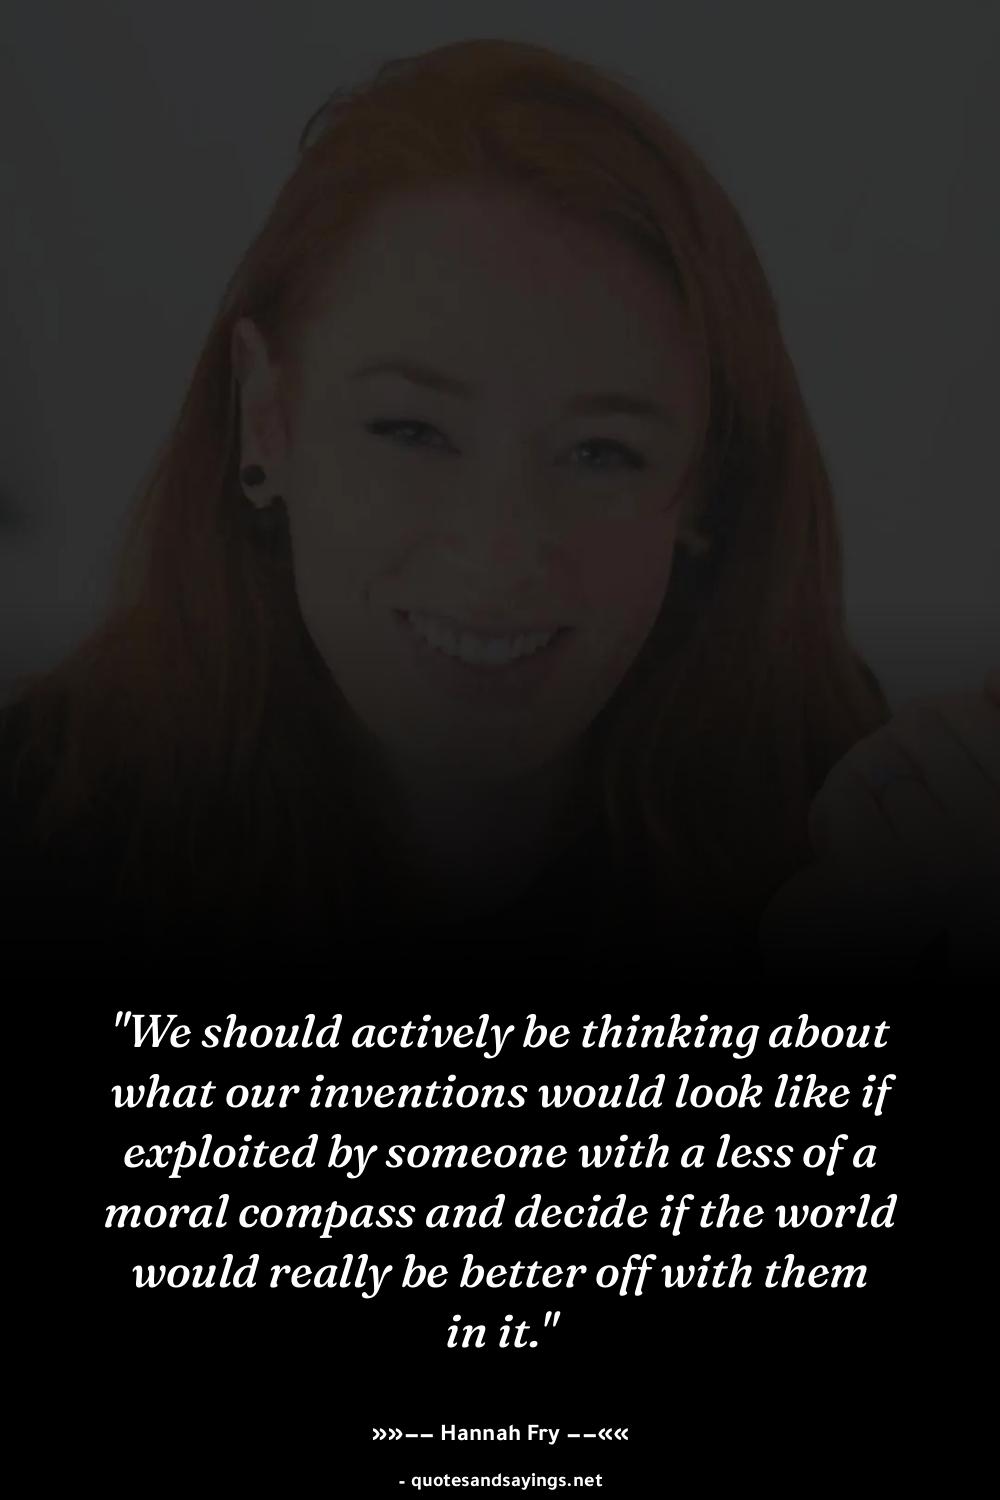 "We should actively be thinking about
what our inventions would look like if
exploited by someone with a less of a
moral compass and decide if the world
would really be better off with them
in it."
»»–– Hannah Fry ––««
- quotesandsayings.net